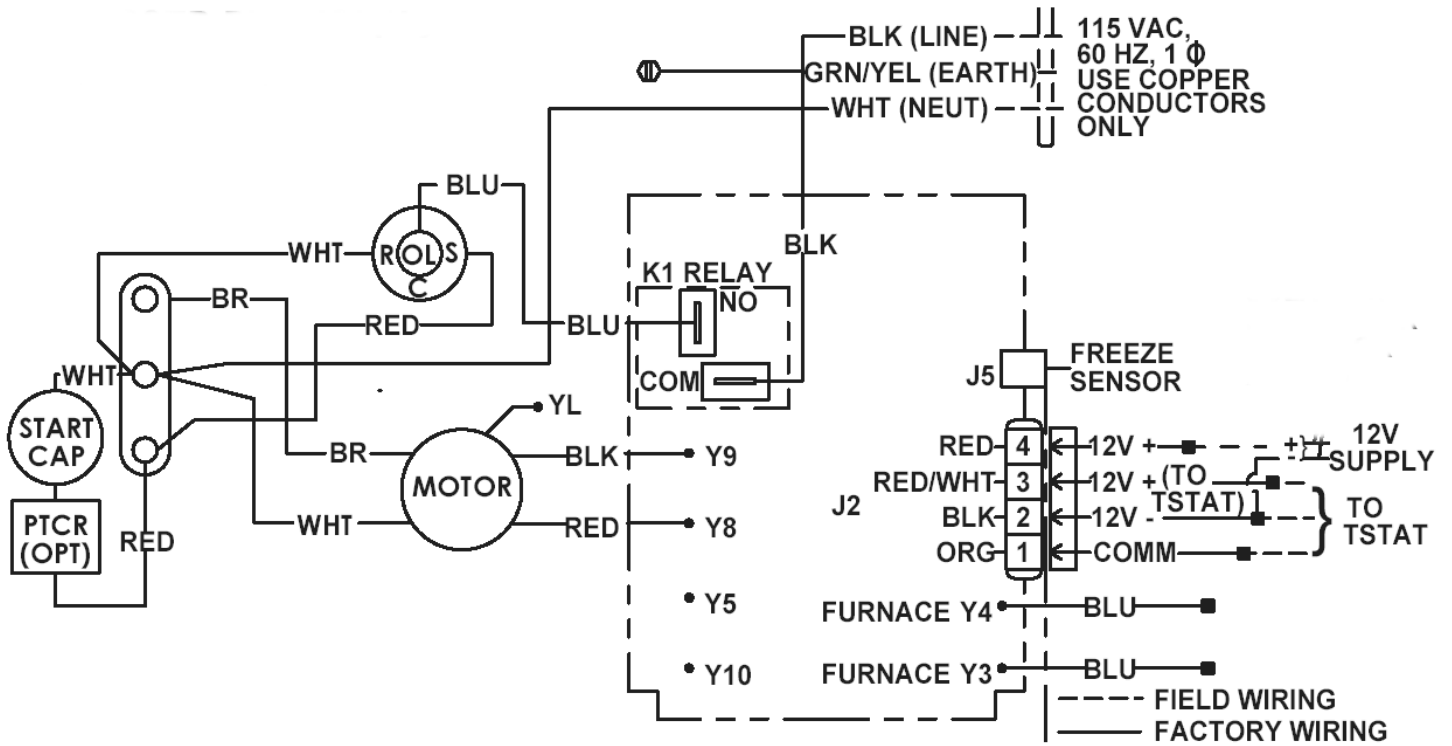 BLK (LINE)
GRN/YEL (EARTH)
WHT (NEUT)
115 VAC,
60 HZ, 1 ϕ
USE COPPER
CONDUCTORS
ONLY
BLU
WHT
R OL S
C
BLK
K1 RELAY
NO
BR
RED
BLU
COM
J5
FREEZE
SENSOR
WHT
START
CAP
YL
BR
MOTOR
BLK
Y9
RED
4
12V +
+
-
12V
SUPPLY
RED/WHT
3
12V +
(TO
TSTAT)
J2
BLK
2
12V -
TO
TSTAT
ORG
1
COMM
PTCR
(OPT)
RED
WHT
RED
Y8
Y5
FURNACE Y4
BLU
Y10
FURNACE Y3
BLU
FIELD WIRING
FACTORY WIRING